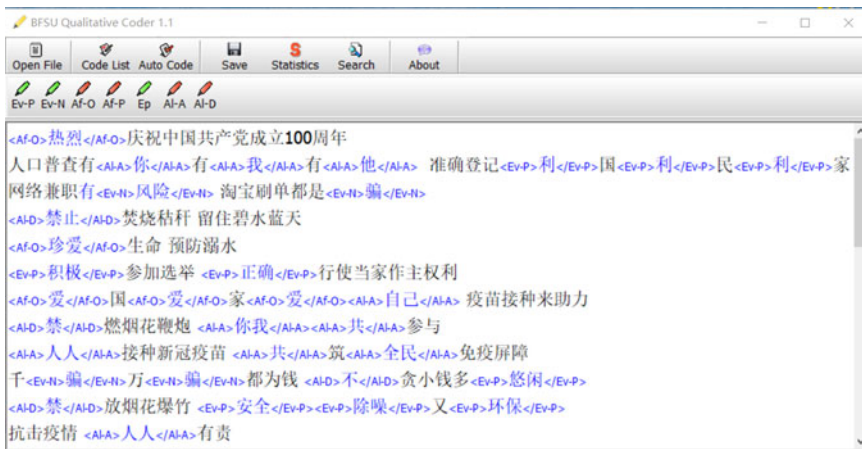 BFSU Qualitative Coder 1.1
Open File Code List Auto Code Save Statistics Search About
Ev-P Ev-N Af-O Af-P Ep Al-A Al-D
<Af-O>热烈</Af-O>庆祝中国共产党成立100周年
人口普查有<Al-A>你</Al-A>有<Al-A>我</Al-A>有<Al-A>他</Al-A> 准确登记<Ev-P>利</Ev-P>国<Ev-P>利</Ev-P>民<Ev-P>利</Ev-P>家
网络兼职有<Ev-N>风险</Ev-N> 淘宝刷单都是<Ev-N>骗</Ev-N>
<Al-D>禁止</Al-D>焚烧秸秆 留住碧水蓝天
<Af-O>珍爱</Af-O>生命 预防溺水
<Ev-P>积极</Ev-P>参加选举 <Ev-P>正确</Ev-P>行使当家作主权利
<Af-O>爱</Af-O>国<Af-O>爱</Af-O>家<Af-O>爱</Af-O><Al-A>自己</Al-A> 疫苗接种来助力
<Al-D>禁</Al-D>燃烟花鞭炮 <Al-A>你我</Al-A><Al-A>共</Al-A>参与
<Al-A>人人</Al-A>接种新冠疫苗 <Al-A>共</Al-A>筑<Al-A>全民</Al-A>免疫屏障
千<Ev-N>骗</Ev-N>万<Ev-N>骗</Ev-N>都为钱 <Al-D>不</Al-D>贪小钱多<Ev-P>悠闲</Ev-P>
<Al-D>禁</Al-D>放烟花爆竹 <Ev-P>安全</Ev-P><Ev-P>除噪</Ev-P>又<Ev-P>环保</Ev-P>
抗击疫情 <Al-A>人人</Al-A>有责